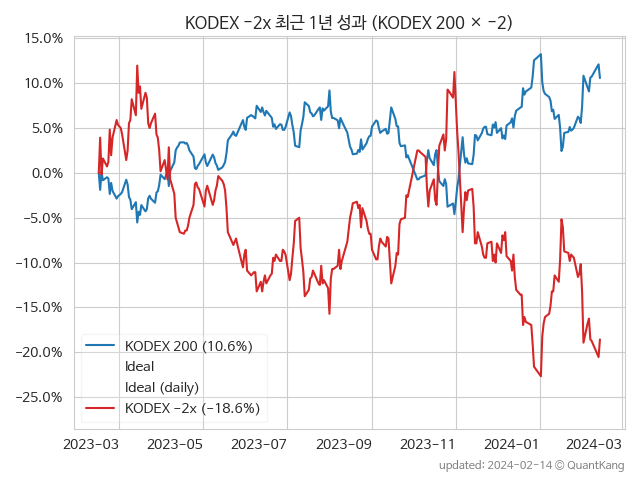 KODEX -2x 최근 1년 성과 (KODEX 200 × -2)
15.0%
10.0%
5.0%
0.0%
-5.0%
-10.0%
-15.0%
-20.0%
-25.0%
KODEX 200 (10.6%)
Ideal
Ideal (daily)
KODEX -2x (-18.6%)
2023-03 2023-05 2023-07 2023-09 2023-11 2024-01 2024-03
updated: 2024-02-14 © QuantKang